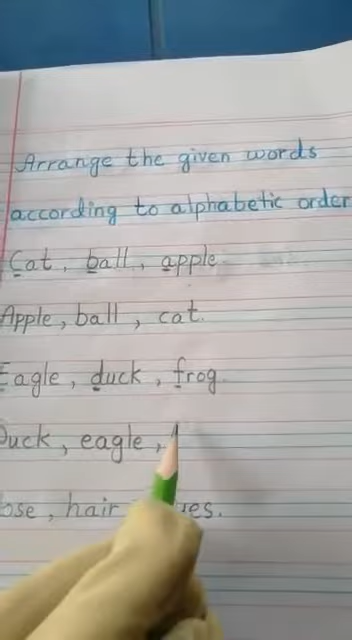 Arrange the given words
according to alphabetic order
Cat, ball, apple.
Apple, ball, cat.
Eagle, duck, frog.
Duck, eagle,
hair